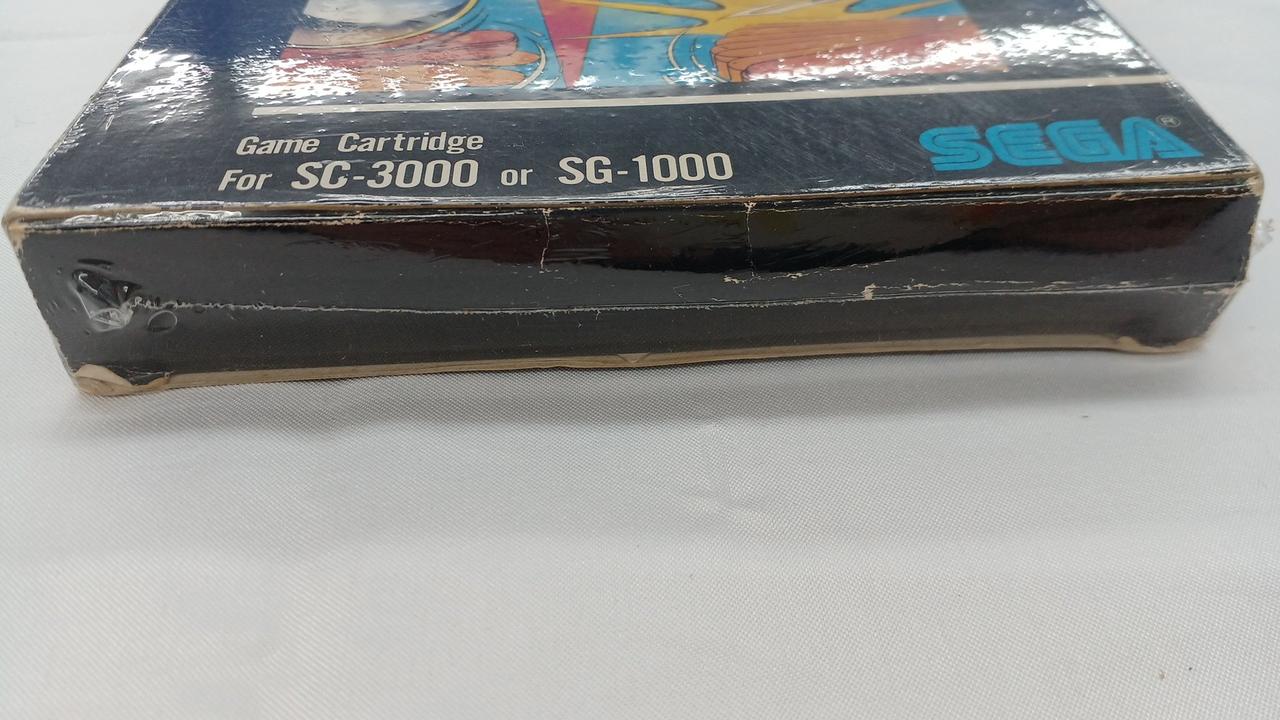 Game Cartridge
For SC-3000 or SG-1000
SEGA®